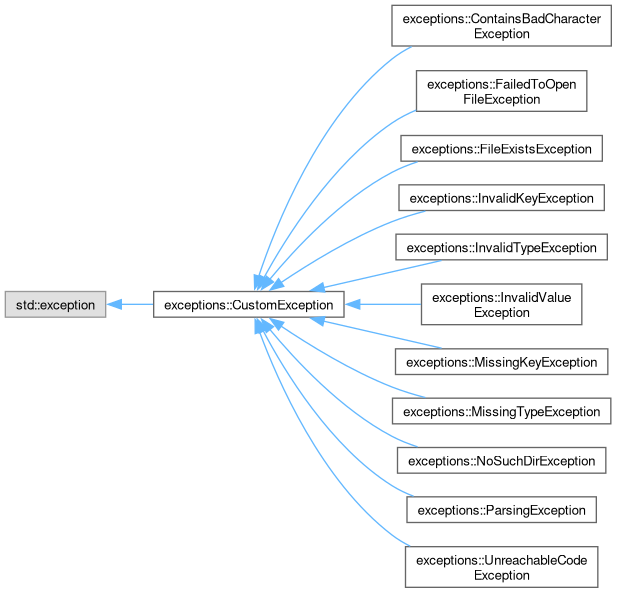 exceptions::ContainsBadCharacter
Exception
exceptions::FailedToOpen
FileException
exceptions::FileExistsException
exceptions::InvalidKeyException
exceptions::InvalidTypeException
std::exception
exceptions::CustomException
exceptions::InvalidValue
Exception
exceptions::MissingKeyException
exceptions::MissingTypeException
exceptions::NoSuchDirException
exceptions::ParsingException
exceptions::UnreachableCode
Exception